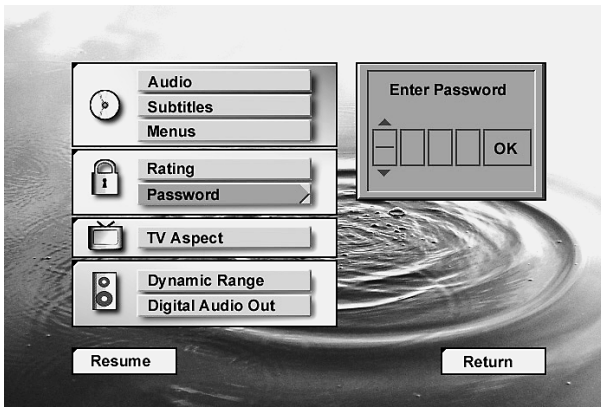 Audio
Subtitles
Menus
Rating
Password
TV Aspect
Dynamic Range
Digital Audio Out
Enter Password
OK
Resume
Return